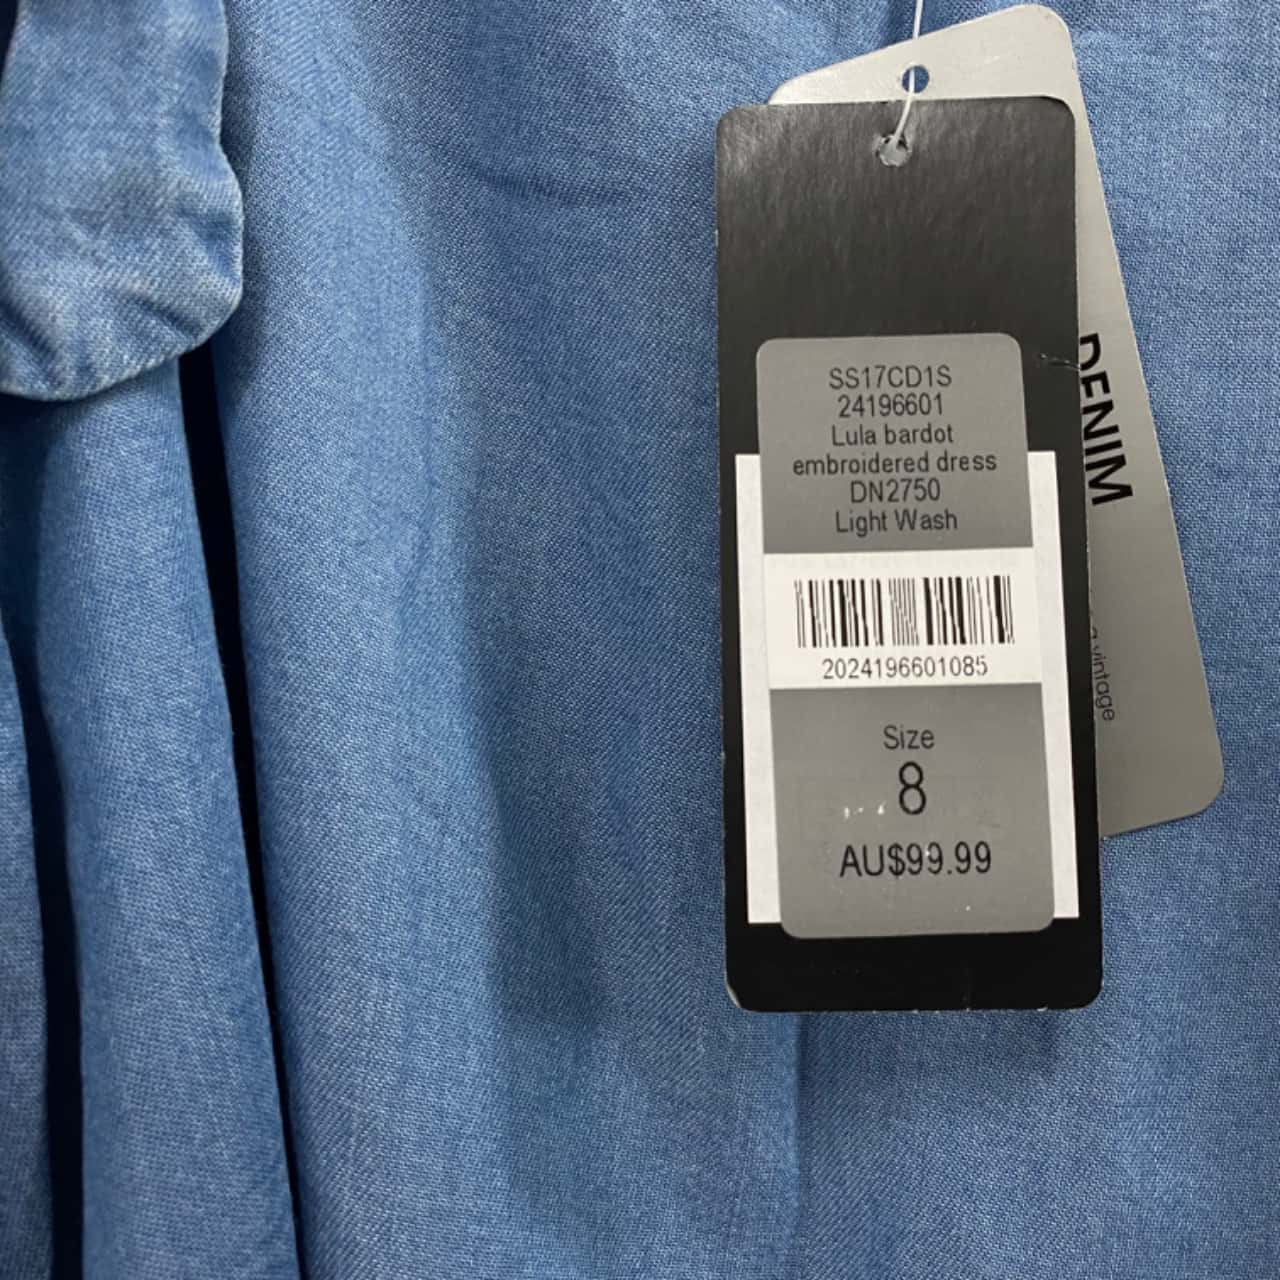 SS17CD1S
24196601
Lula bardot
embroidered dress
DN2750
Light Wash
2024196601085
Size
8
AU$99.99
DENIM
vintage